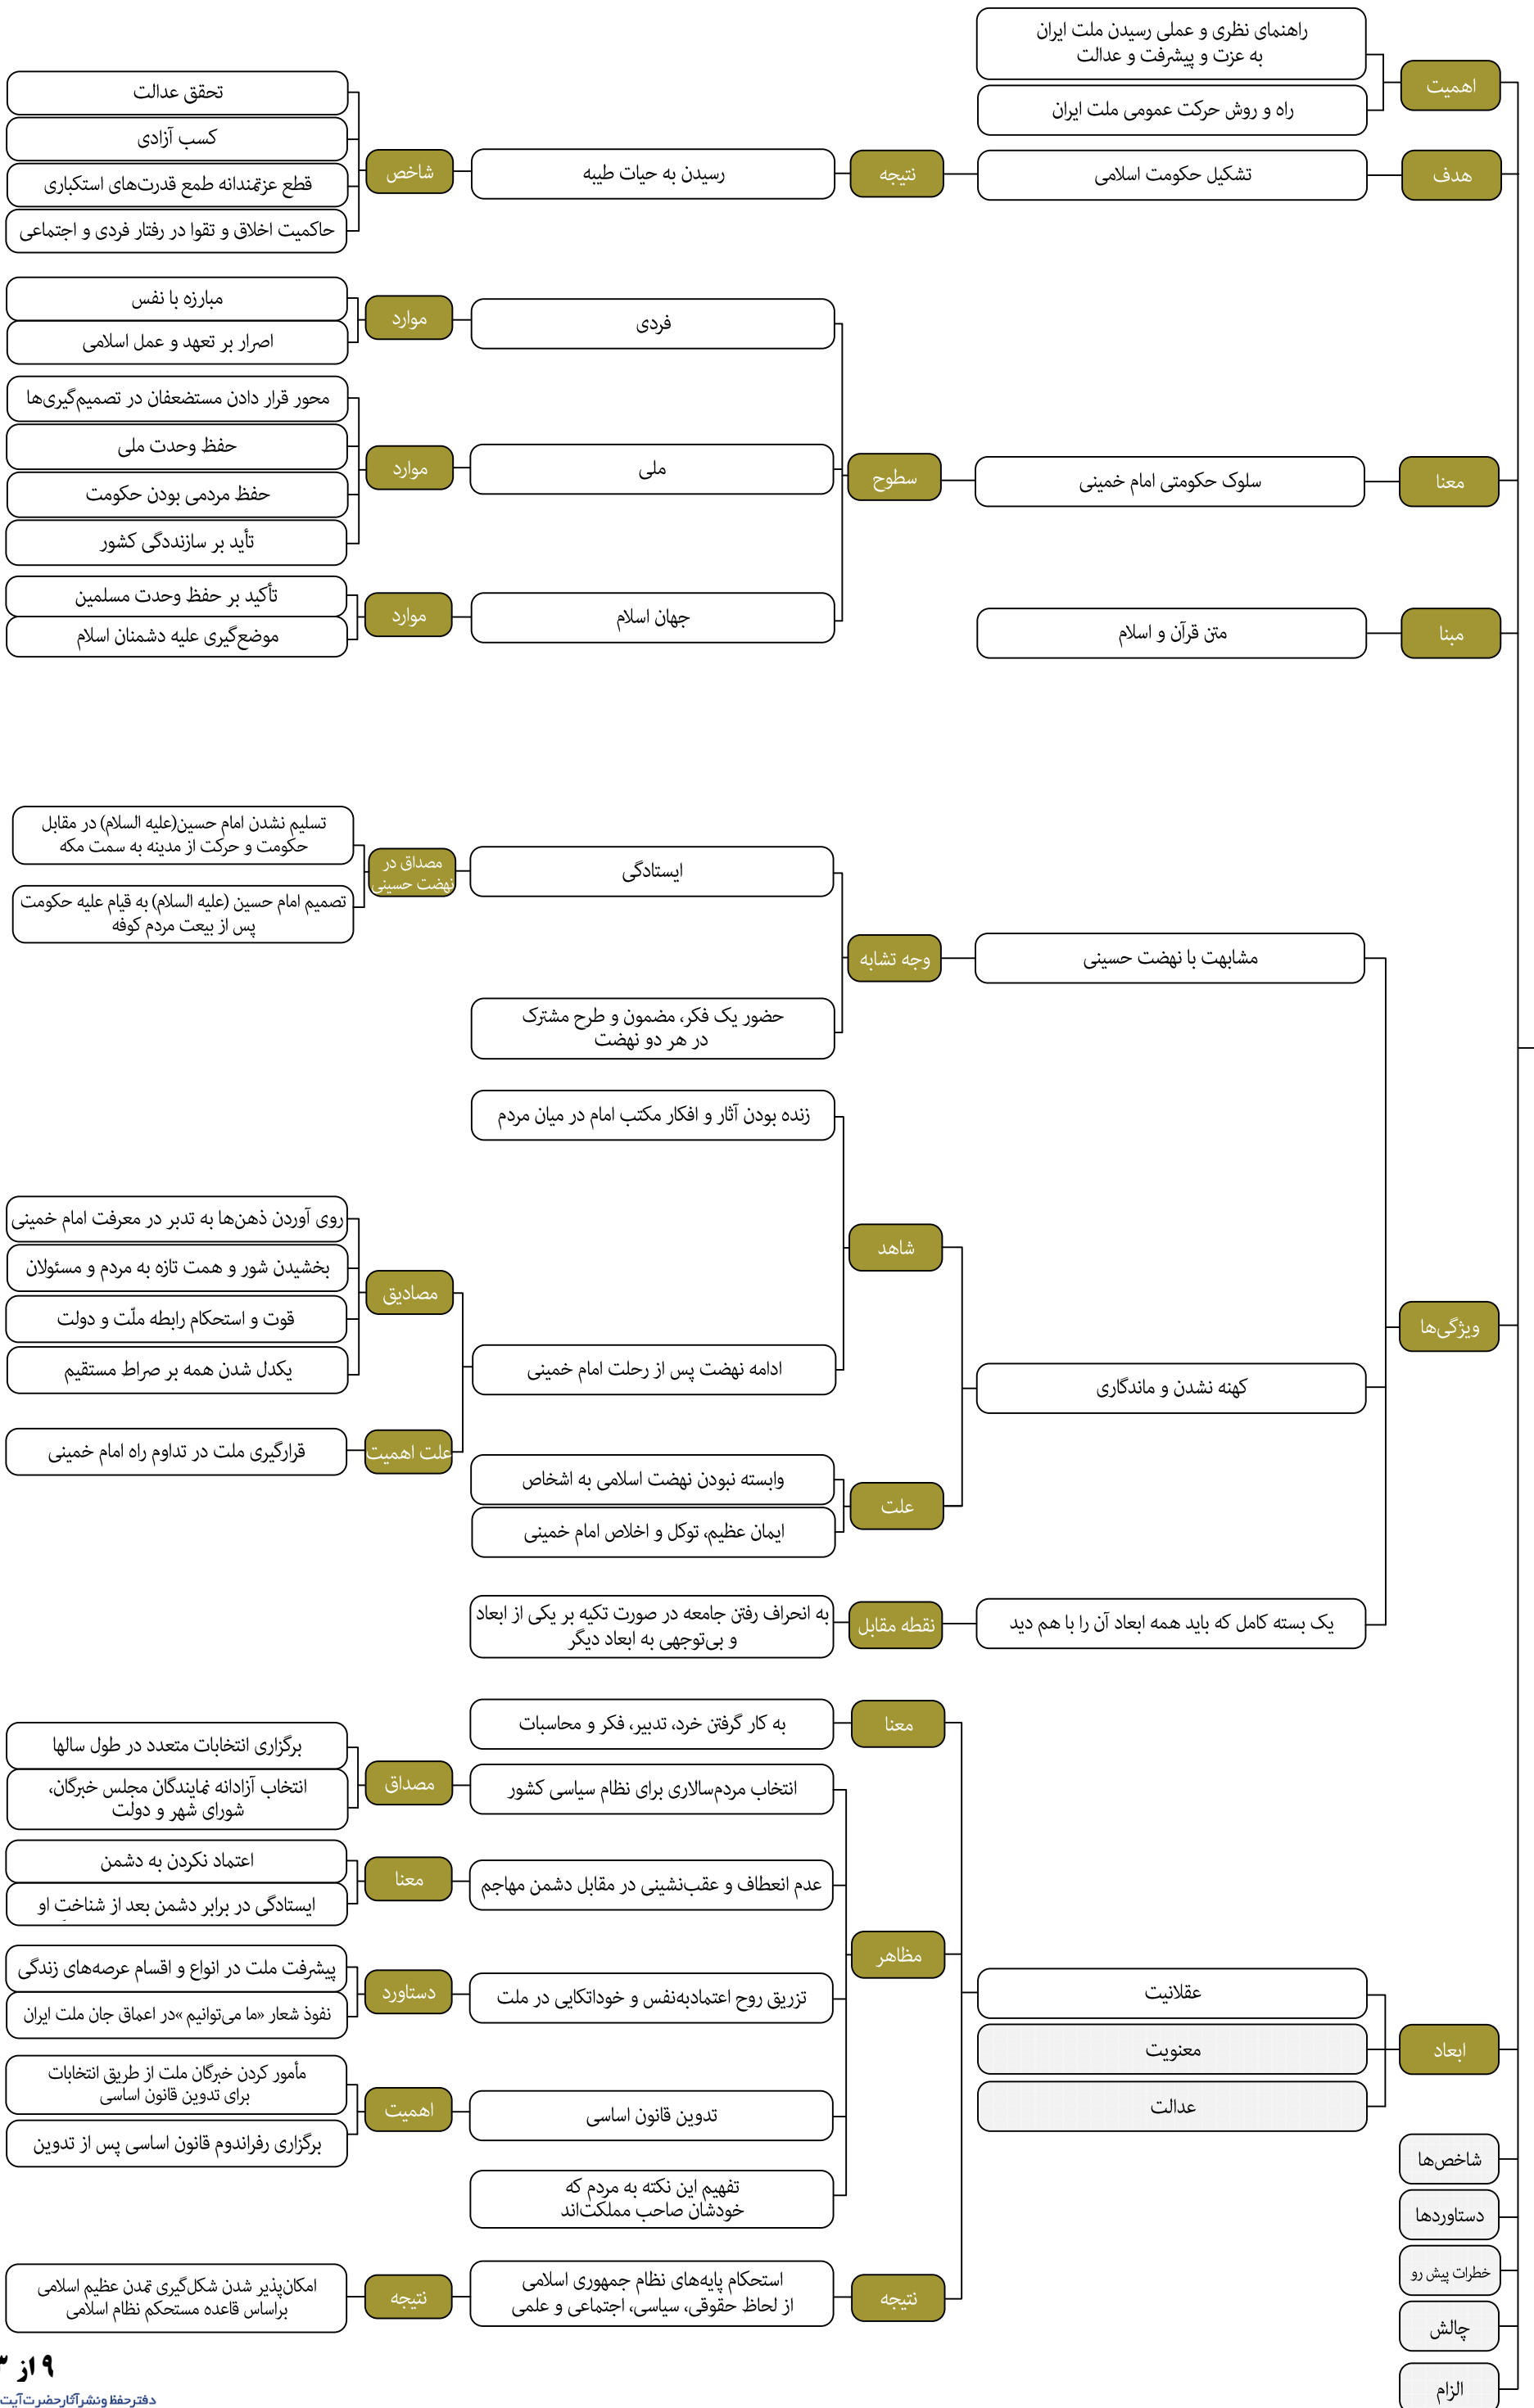 اهمیت
راهنمای نظری و عملی رسیدن ملت ایران
به عزت و پیشرفت و عدالت
راه و روش حرکت عمومی ملت ایران
هدف
تشکیل حکومت اسلامی
نتیجه
رسیدن به حیات طیبه
شاخص
تحقق عدالت
کسب آزادی
قطع عزتمندانه طمع قدرت‌های استکباری
حاکمیت اخلاق و تقوا در رفتار فردی و اجتماعی
معنا
سلوک حکومتی امام خمینی
سطوح
فردی
موارد
مبارزه با نفس
اصرار بر تعهد و عمل اسلامی
ملی
موارد
محور قرار دادن مستضعفان در تصمیم‌گیری‌ها
حفظ وحدت ملی
حفظ مردمی بودن حکومت
تأید بر سازنددگی کشور
جهان اسلام
موارد
تأکید بر حفظ وحدت مسلمین
موضع‌گیری علیه دشمنان اسلام
مبنا
متن قرآن و اسلام
ویژگی‌ها
مشابهت با نهضت حسینی
وجه تشابه
ایستادگی
مصداق در
نهضت حسینی
تسلیم نشدن امام حسین(علیه السلام) در مقابل
حکومت و حرکت از مدینه به سمت مکه
تصمیم امام حسین (علیه السلام) به قیام علیه حکومت
پس از بیعت مردم کوفه
حضور یک فکر، مضمون و طرح مشترک
در هر دو نهضت
کهنه نشدن و ماندگاری
شاهد
زنده بودن آثار و افکار مکتب امام در میان مردم
ادامه نهضت پس از رحلت امام خمینی
مصادیق
روی آوردن ذهن‌ها به تدبر در معرفت امام خمینی
بخشیدن شور و همت تازه به مردم و مسئولان
قوت و استحکام رابطه ملّت و دولت
یکدل شدن همه بر صراط مستقیم
علت اهمیت
قرارگیری ملت در تداوم راه امام خمینی
علت
وابسته نبودن نهضت اسلامی به اشخاص
ایمان عظیم، توکل و اخلاص امام خمینی
یک بسته کامل که باید همه ابعاد آن را با هم دید
نقطه مقابل
به انحراف رفتن جامعه در صورت تکیه بر یکی از ابعاد
و بی‌توجهی به ابعاد دیگر
ابعاد
عقلانیت
معنا
به کار گرفتن خرد، تدبیر، فکر و محاسبات
مظاهر
انتخاب مردم‌سالاری برای نظام سیاسی کشور
مصداق
برگزاری انتخابات متعدد در طول سالها
انتخاب آزادانه نمایندگان مجلس خبرگان،
شورای شهر و دولت
عدم انعطاف و عقب‌نشینی در مقابل دشمن مهاجم
معنا
اعتماد نکردن به دشمن
ایستادگی در برابر دشمن بعد از شناخت او
تزریق روح اعتمادبه‌نفس و خوداتکایی در ملت
دستاورد
پیشرفت ملت در انواع و اقسام عرصه‌های زندگی
نفوذ شعار «ما می‌توانیم »در اعماق جان ملت ایران
تدوین قانون اساسی
اهمیت
مأمور کردن خبرگان ملت از طریق انتخابات
برای تدوین قانون اساسی
برگزاری رفراندوم قانون اساسی پس از تدوین
تفهیم این نکته به مردم که
خودشان صاحب مملکت‌اند
نتیجه
استحکام پایه‌های نظام جمهوری اسلامی
از لحاظ حقوقی، سیاسی، اجتماعی و علمی
نتیجه
امکان‌پذیر شدن شکل‌گیری تمدن عظیم اسلامی
براساس قاعده مستحکم نظام اسلامی
معنویت
عدالت
شاخص‌ها
دستاوردها
خطرات پیش رو
چالش
الزام
۹ از ۳
دفتر حفظ و نشر آثار حضرت آیت